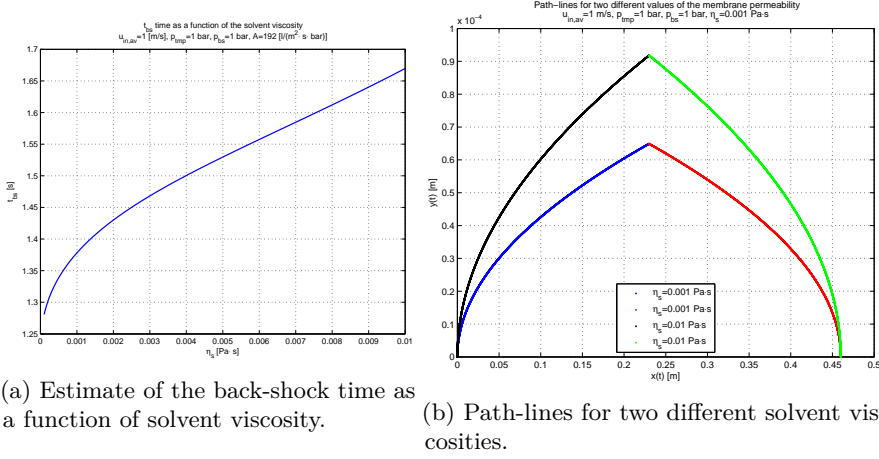 t_bs time as a function of the solvent viscosity
u_in,av=1 [m/s], p_tmp=1 bar, p_bs=1 bar, A=192 [l/(m²· s· bar)]
1.7
1.65
1.6
1.55
1.5
1.45
1.4
1.35
1.3
1.25
t_bs [s]
0 0.001 0.002 0.003 0.004 0.005 0.006 0.007 0.008 0.009 0.01
η_s [Pa· s]
(a) Estimate of the back-shock time as
a function of solvent viscosity.
Path-lines for two different values of the membrane permeability
u_in,av=1 m/s, p_tmp=1 bar, p_bs=1 bar, η_s=0.001 Pa·s
x 10^-4
1
0.9
0.8
0.7
0.6
0.5
0.4
0.3
0.2
0.1
0
y(t) [m]
η_s=0.001 Pa·s
η_s=0.001 Pa·s
η_s=0.01 Pa·s
η_s=0.01 Pa·s
0 0.05 0.1 0.15 0.2 0.25 0.3 0.35 0.4 0.45 0.5
x(t) [m]
(b) Path-lines for two different solvent vis
cosities.